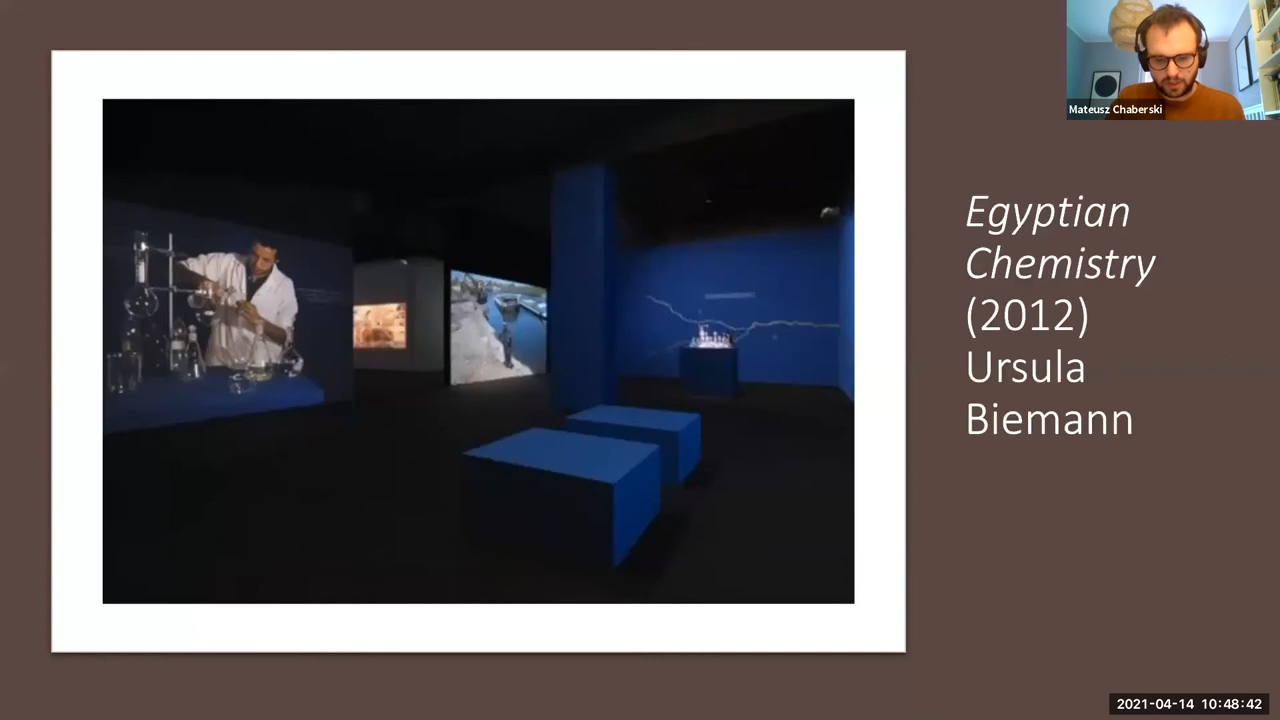 Mateusz Chaberski
Egyptian
Chemistry
(2012)
Ursula
Biemann
2021-04-14 10:48:42